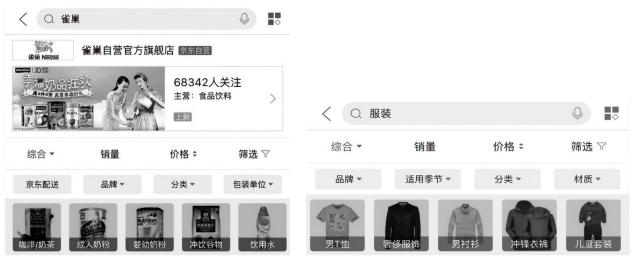 雀巢
雀巢 Nestlé
雀巢自营官方旗舰店 京东自营
JD
68342人关注
主营：食品饮料
上新
综合 销量 价格 筛选
京东配送 品牌 分类 包装单位
咖啡/奶茶 成人奶粉 婴幼奶粉 冲饮谷物 饮用水
服装
综合 销量 价格 筛选
品牌 适用季节 分类 材质
男T恤 奢侈服饰 男衬衫 冲锋衣裤 儿童套装